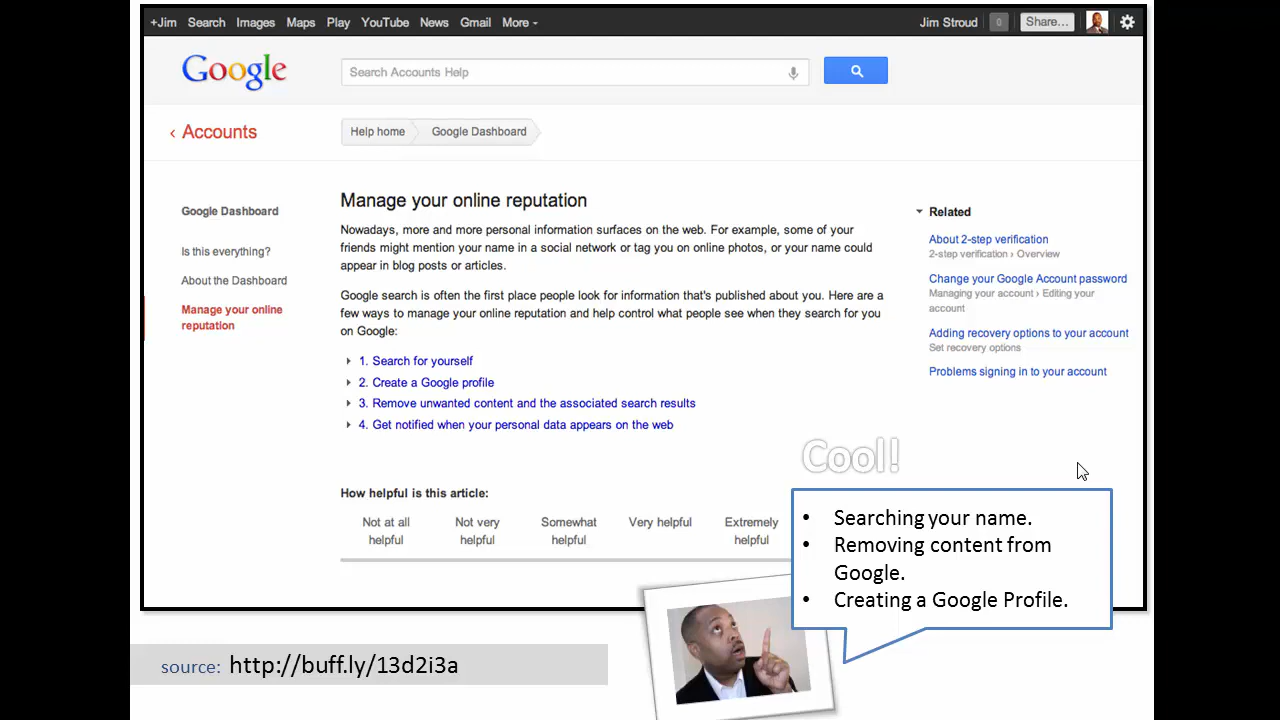 +Jim Search Images Maps Play YouTube News Gmail More
Jim Stroud 0 Share...
Google
Search Accounts Help
‹ Accounts
Help home Google Dashboard
Google Dashboard
Is this everything?
About the Dashboard
Manage your online
reputation
Manage your online reputation
Nowadays, more and more personal information surfaces on the web. For example, some of your
friends might mention your name in a social network or tag you on online photos, or your name could
appear in blog posts or articles.
Google search is often the first place people look for information that's published about you. Here are a
few ways to manage your online reputation and help control what people see when they search for you
on Google:
1. Search for yourself
2. Create a Google profile
3. Remove unwanted content and the associated search results
4. Get notified when your personal data appears on the web
How helpful is this article:
Not at all helpful
Not very helpful
Somewhat helpful
Very helpful
Extremely helpful
Related
About 2-step verification
2-step verification › Overview
Change your Google Account password
Managing your account › Editing your
account
Adding recovery options to your account
Set recovery options
Problems signing in to your account
Cool!
• Searching your name.
• Removing content from
Google.
• Creating a Google Profile.
source: http://buff.ly/13d2i3a